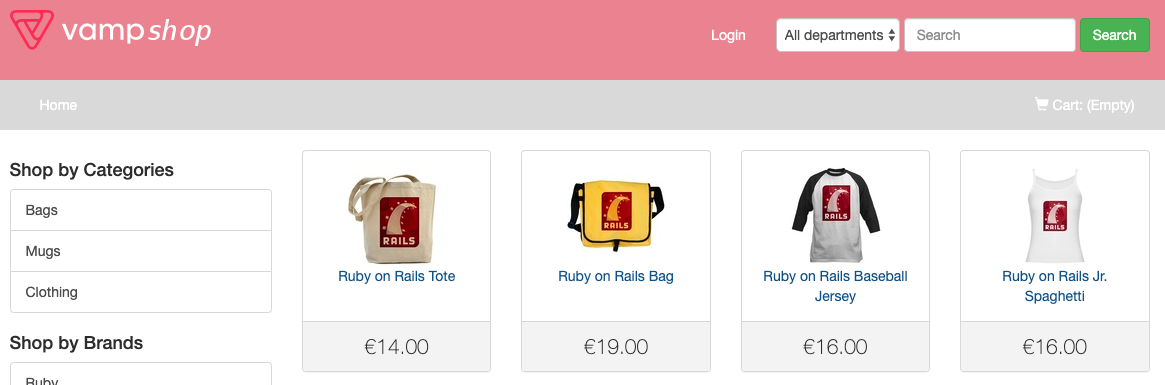 vamp shop
Login
All departments
Search
Search
Home
Cart: (Empty)
Shop by Categories
Bags
Mugs
Clothing
Shop by Brands
Ruby
RAILS
Ruby on Rails Tote
€14.00
RAILS
Ruby on Rails Bag
€19.00
RAILS
Ruby on Rails Baseball
Jersey
€16.00
RAILS
Ruby on Rails Jr.
Spaghetti
€16.00